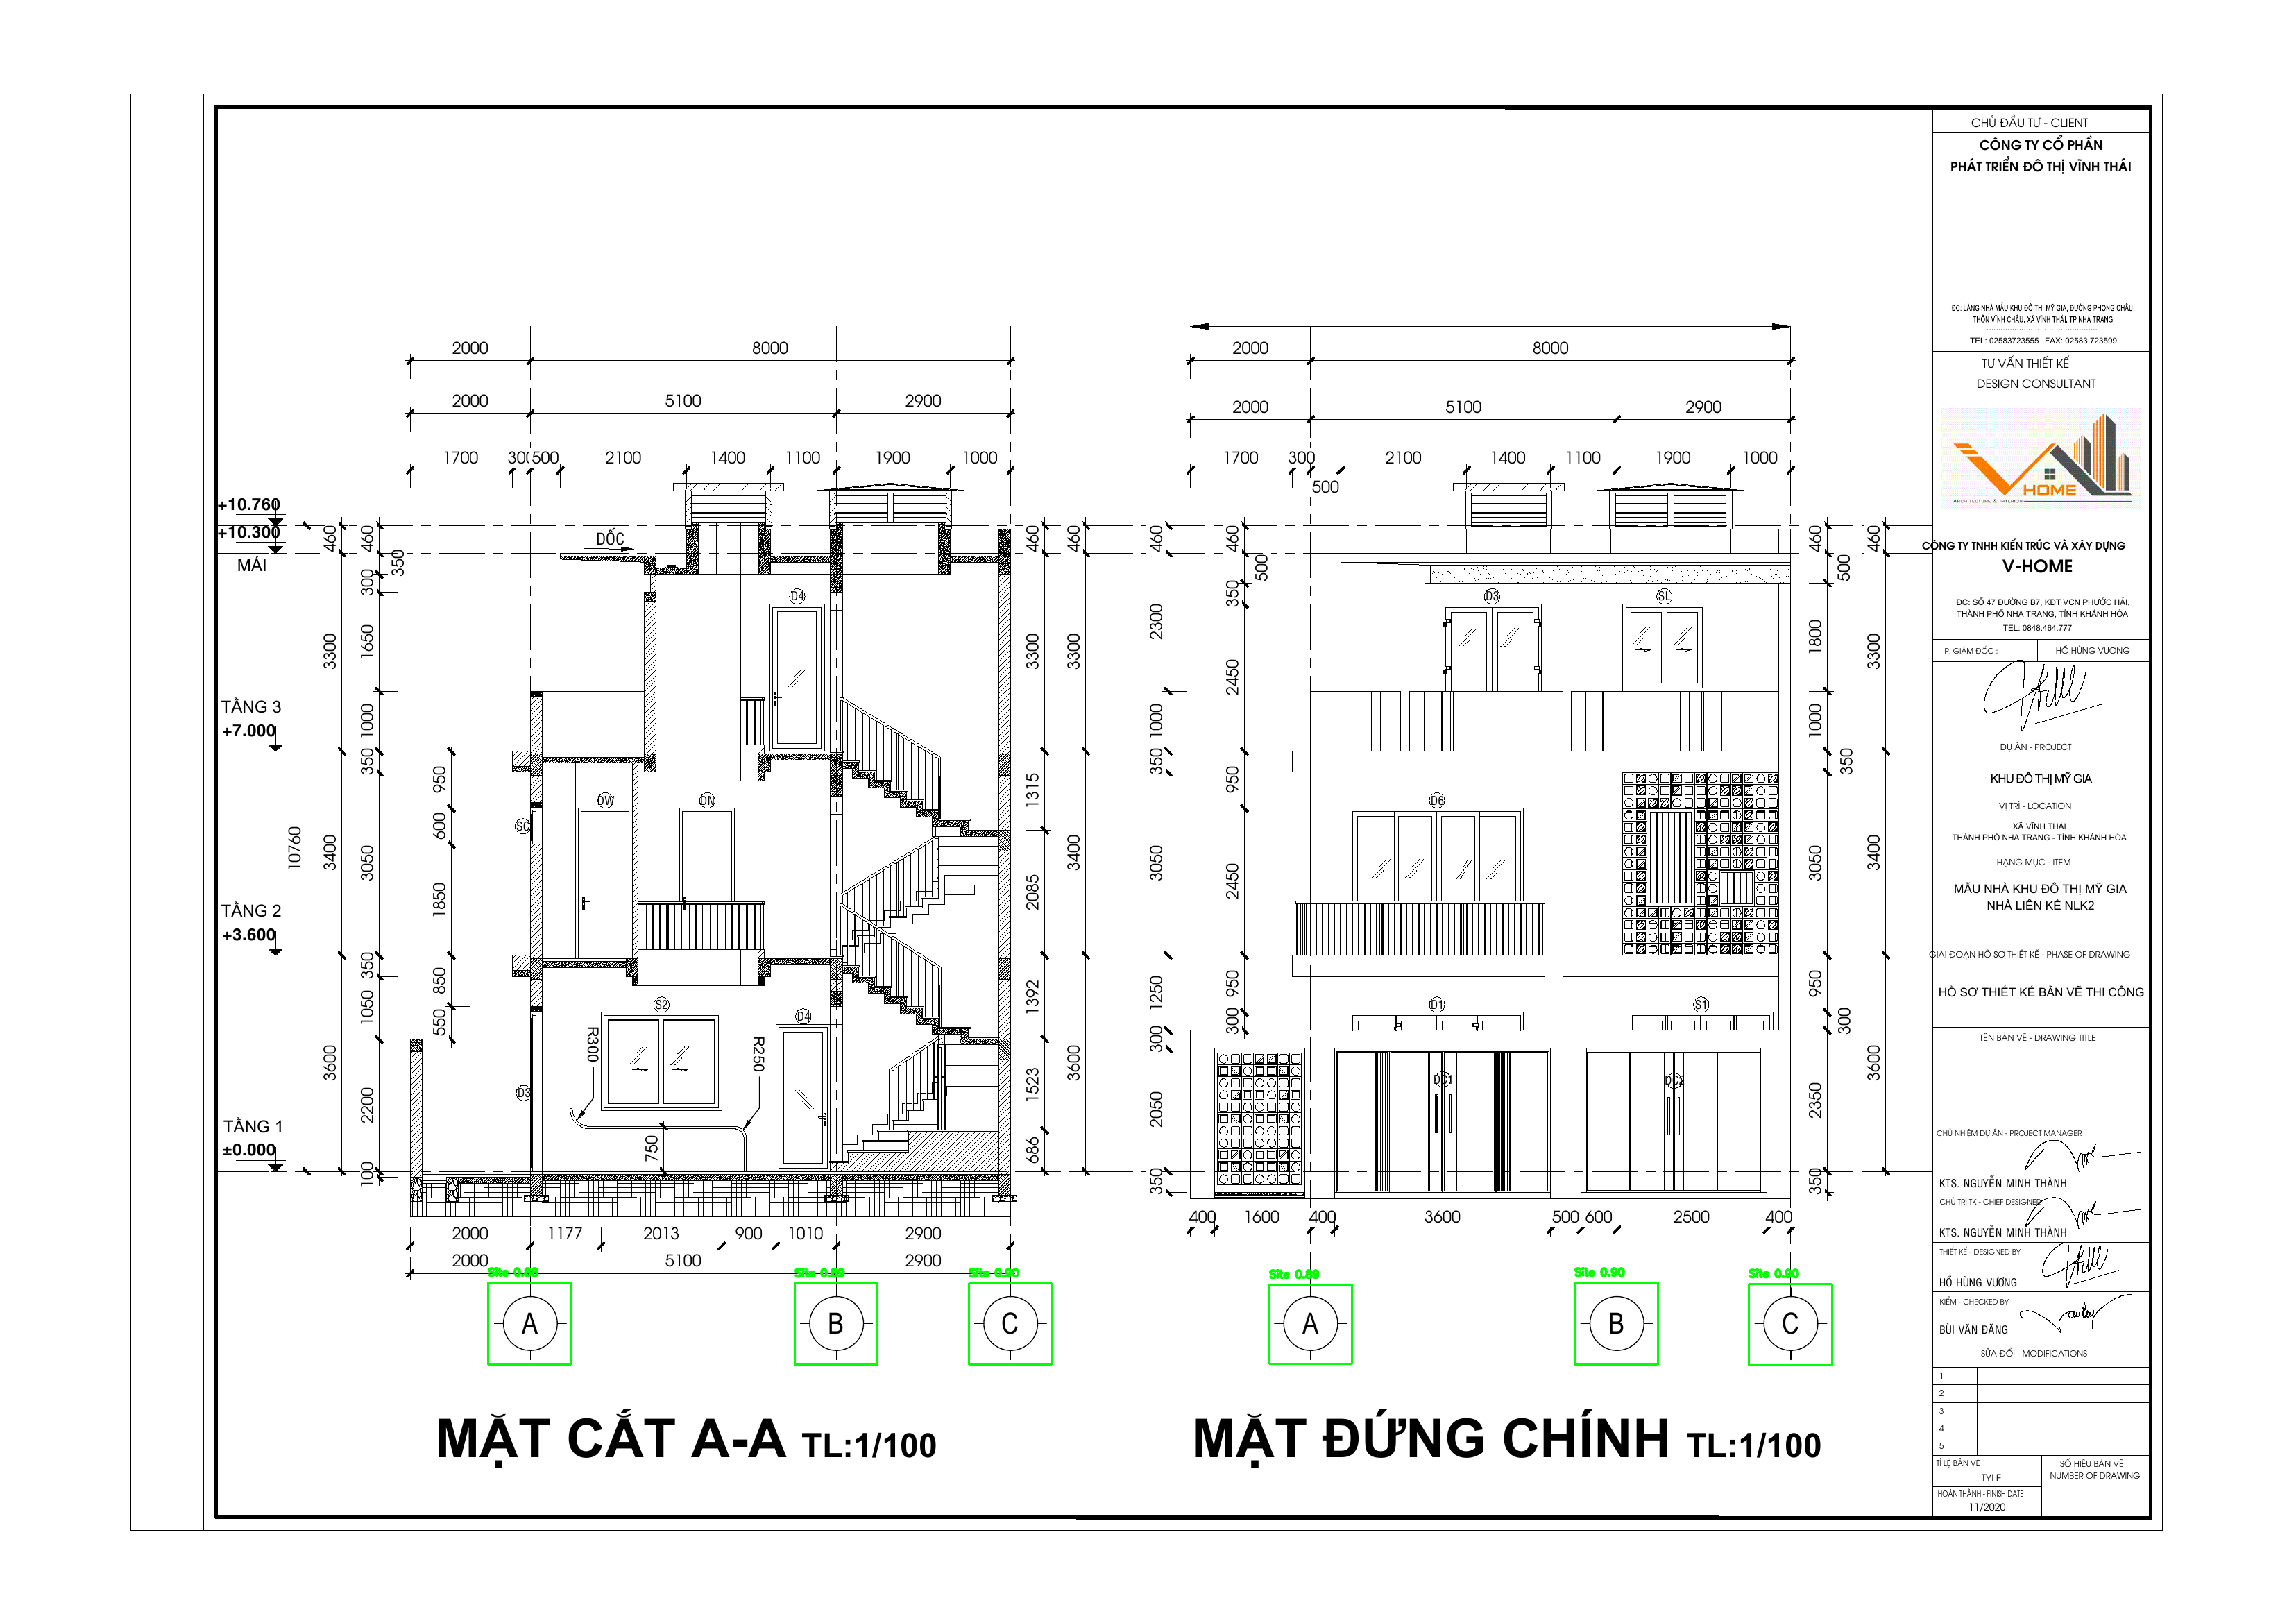 2000 8000
2000 5100 2900
1700 300 500 2100 1400 1100 1900 1000
+10.760
+10.300
MÁI
TẦNG 3
+7.000
TẦNG 2
+3.600
TẦNG 1
±0.000
10760
460 3300 3400 3600
460 350 300 1650 1000 350 3050 350 1050 2200 100
950 600 1850 850 550
DỐC
D4
DW
DN
SC
S2
D4
D3
R300
R250
750
460 3300 1315 2085 1392 1523 686
460 3300 3400 3600
2000 1177 2013 900 1010 2900
2000 5100 2900
Site 0.88
Site 0.89
Site 0.90
A
B
C
MẶT CẮT A-A TL:1/100
2000 8000
2000 5100 2900
1700 300 2100 1400 1100 1900 1000
500
460 2300 1000 350 3050 1250 300 2050 350
460 500 350 2450 950 2450 950 300
D3
SL
D6
D1
S1
DC1
DC2
460 500 1800 1000 350 3050 950 300 2350 350
460 3300 3400 3600
400 1600 400 3600 500 600 2500 400
Site 0.89
Site 0.90
Site 0.90
A
B
C
MẶT ĐỨNG CHÍNH TL:1/100
CHỦ ĐẦU TƯ - CLIENT
CÔNG TY CỔ PHẦN
PHÁT TRIỂN ĐÔ THỊ VĨNH THÁI
ĐC: LÀNG NHÀ MẪU KHU ĐÔ THỊ MỸ GIA, ĐƯỜNG PHONG CHÂU,
THÔN VĨNH CHÂU, XÃ VĨNH THÁI, TP NHA TRANG
TEL: 02583723555 FAX: 02583 723599
TƯ VẤN THIẾT KẾ
DESIGN CONSULTANT
HOME
ARCHITECTURE & INTERIOR
CÔNG TY TNHH KIẾN TRÚC VÀ XÂY DỰNG
V-HOME
ĐC: SỐ 47 ĐƯỜNG B7, KĐT VCN PHƯỚC HẢI,
THÀNH PHỐ NHA TRANG, TỈNH KHÁNH HÒA
TEL: 0848.464.777
P. GIÁM ĐỐC : HỒ HÙNG VƯƠNG
DỰ ÁN - PROJECT
KHU ĐÔ THỊ MỸ GIA
VỊ TRÍ - LOCATION
XÃ VĨNH THÁI
THÀNH PHỐ NHA TRANG - TỈNH KHÁNH HÒA
HẠNG MỤC - ITEM
MẪU NHÀ KHU ĐÔ THỊ MỸ GIA
NHÀ LIÊN KẾ NLK2
GIAI ĐOẠN HỒ SƠ THIẾT KẾ - PHASE OF DRAWING
HỒ SƠ THIẾT KẾ BẢN VẼ THI CÔNG
TÊN BẢN VẼ - DRAWING TITLE
CHỦ NHIỆM DỰ ÁN - PROJECT MANAGER
KTS. NGUYỄN MINH THÀNH
CHỦ TRÌ TK - CHIEF DESIGNER
KTS. NGUYỄN MINH THÀNH
THIẾT KẾ - DESIGNED BY
HỒ HÙNG VƯƠNG
KIỂM - CHECKED BY
BÙI VĂN ĐĂNG
SỬA ĐỔI - MODIFICATIONS
1
2
3
4
5
TỈ LỆ BẢN VẼ
TYLE
SỐ HIỆU BẢN VẼ
NUMBER OF DRAWING
HOÀN THÀNH - FINISH DATE
11/2020